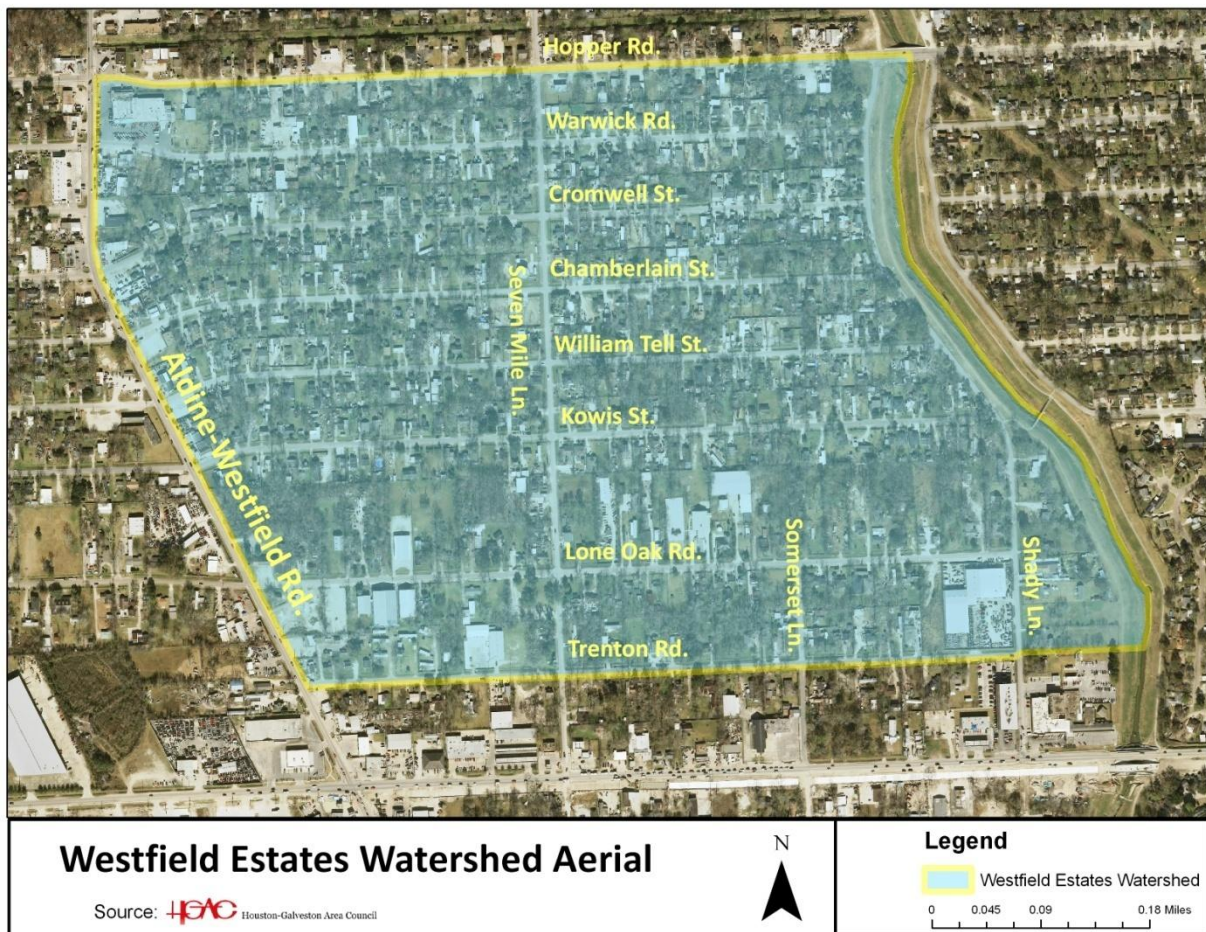 Hopper Rd.
Warwick Rd.
Cromwell St.
Chamberlain St.
Seven Mile Ln.
William Tell St.
Aldine-Westfield Rd.
Kowis St.
Lone Oak Rd.
Somerset Ln.
Shady Ln.
Trenton Rd.
Westfield Estates Watershed Aerial
Source: HGAC Houston-Galveston Area Council
N
Legend
Westfield Estates Watershed
0 0.045 0.09 0.18 Miles